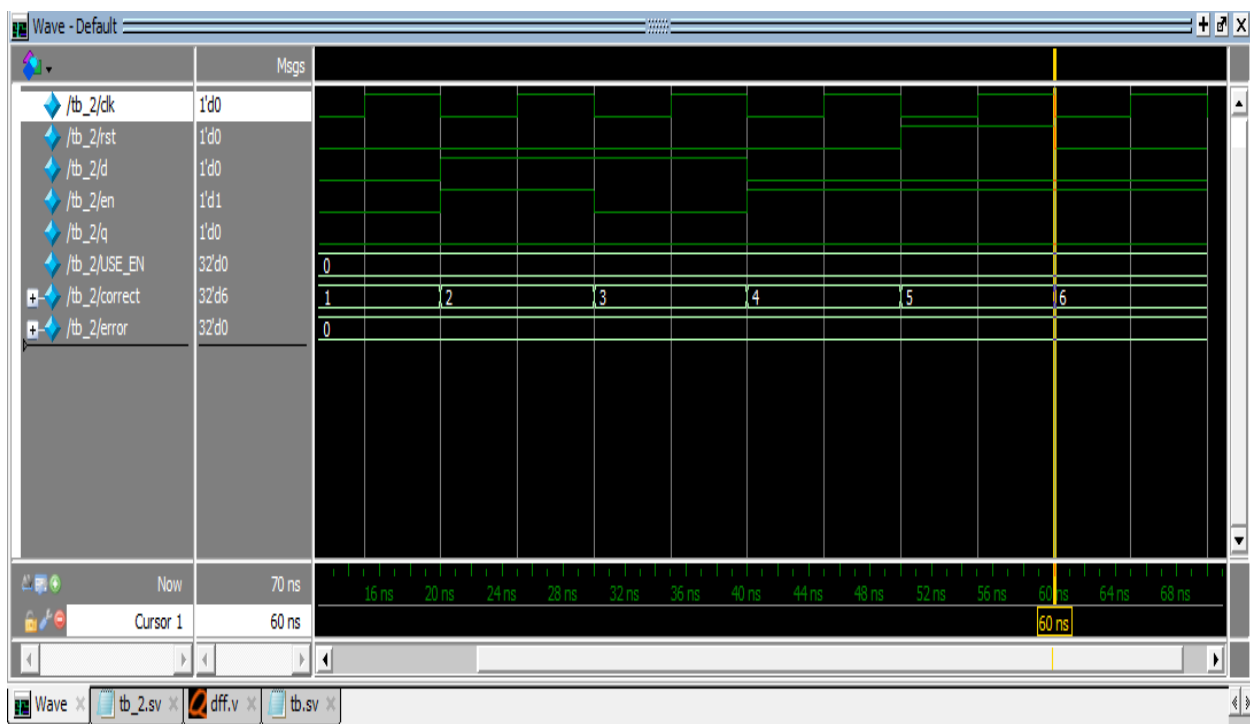 Wave - Default
Msgs
/tb_2/clk 1'd0
/tb_2/rst 1'd0
/tb_2/d 1'd0
/tb_2/en 1'd1
/tb_2/q 1'd0
/tb_2/USE_EN 32'd0 0
/tb_2/correct 32'd6 1 2 3 4 5 6
/tb_2/error 32'd0 0
Now 70 ns 16 ns 20 ns 24 ns 28 ns 32 ns 36 ns 40 ns 44 ns 48 ns 52 ns 56 ns 60 ns 64 ns 68 ns
Cursor 1 60 ns 60 ns
Wave tb_2.sv dff.v tb.sv